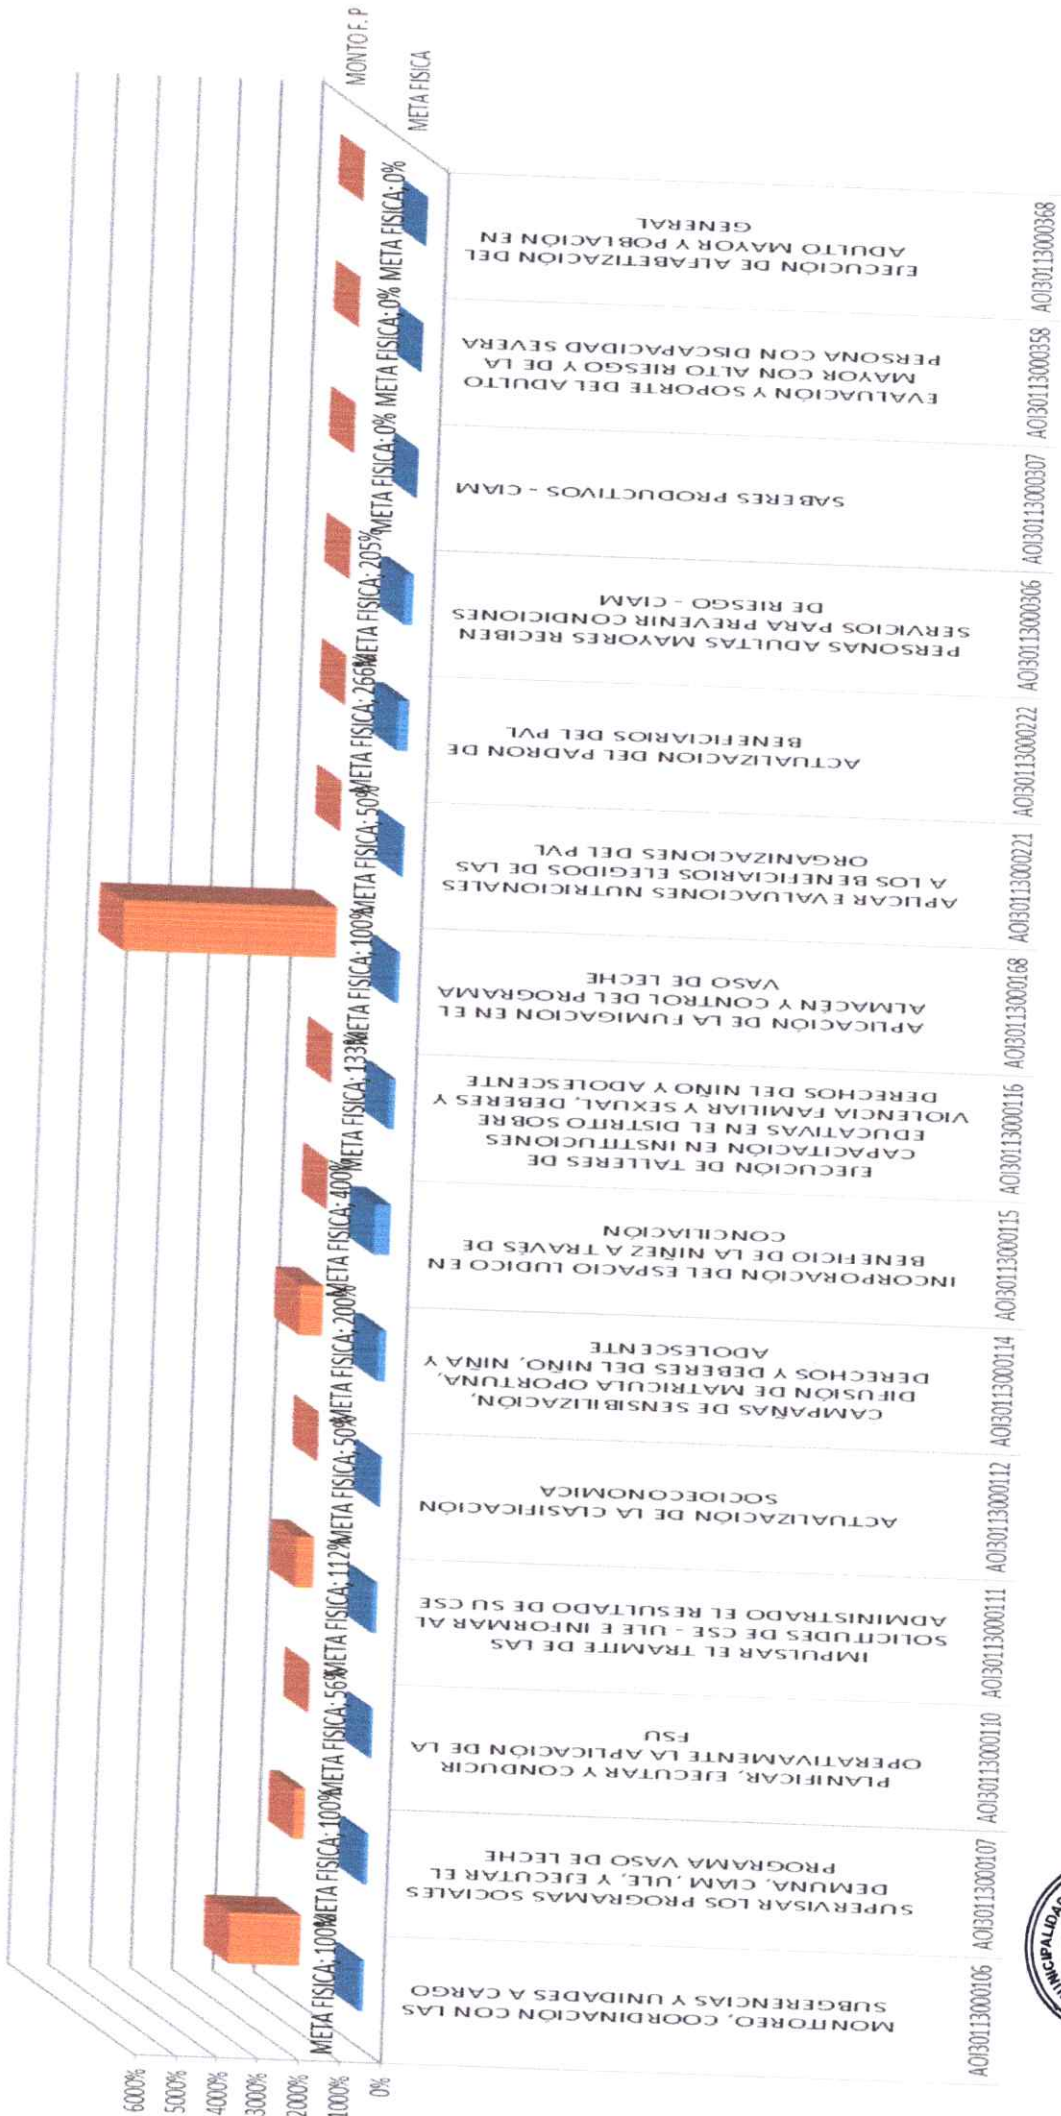 6000%
5000%
4000%
3000%
2000%
1000%
0%
MONTO F. P
META FISICA
META FISICA; 100%
META FISICA; 100%
META FISICA; 56%
META FISICA; 112%
META FISICA; 50%
META FISICA; 200%
META FISICA; 400%
META FISICA; 133%
META FISICA; 100%
META FISICA; 50%
META FISICA; 266%
META FISICA; 205%
META FISICA; 0%
META FISICA; 0%
META FISICA; 0%
MONITOREO, COORDINACIÓN CON LAS
SUBGERENCIAS Y UNIDADES A CARGO
AOI30113000106
SUPERVISAR LOS PROGRAMAS SOCIALES
DEMUNA, CIAM ,ULE, Y EJECUTAR EL
PROGRAMA VASO DE LECHE
AOI30113000107
PLANIFICAR, EJECUTAR Y CONDUCIR
OPERATIVAMENTE LA APLICACIÓN DE LA
FSU
AOI30113000110
IMPULSAR EL TRAMITE DE LAS
SOLICITUDES DE CSE - ULE E INFORMAR AL
ADMINISTRADO EL RESULTADO DE SU CSE
AOI30113000111
ACTUALIZACIÓN DE LA CLASIFICACIÓN
SOCIOECONOMICA
AOI30113000112
CAMPAÑAS DE SENSIBILIZACIÓN,
DIFUSIÓN DE MATRICULA OPORTUNA,
DERECHOS Y DEBERES DEL NIÑO, NIÑA Y
ADOLESCENTE
AOI30113000114
INCORPORACIÓN DEL ESPACIO LUDICO EN
BENEFICIO DE LA NIÑEZ A TRAVÉS DE
CONCILIACIÓN
AOI30113000115
EJECUCIÓN DE TALLERES DE
CAPACITACIÓN EN INSTITUCIONES
EDUCATIVAS EN EL DISTRITO SOBRE
VIOLENCIA FAMILIAR Y SEXUAL, DEBERES Y
DERECHOS DEL NIÑO Y ADOLESCENTE
AOI30113000116
APLICACIÓN DE LA FUMIGACION EN EL
ALMACÉN Y CONTROL DEL PROGRAMA
VASO DE LECHE
AOI30113000168
APLICAR EVALUACIONES NUTRICIONALES
A LOS BENEFICIARIOS ELEGIDOS DE LAS
ORGANIZACIONES DEL PVL
AOI30113000221
ACTUALIZACION DEL PADRON DE
BENEFICIARIOS DEL PVL
AOI30113000222
PERSONAS ADULTAS MAYORES RECIBEN
SERVICIOS PARA PREVENIR CONDICIONES
DE RIESGO - CIAM
AOI30113000306
SABERES PRODUCTIVOS - CIAM
AOI30113000307
EVALUACIÓN Y SOPORTE DEL ADULTO
MAYOR CON ALTO RIESGO Y DE LA
PERSONA CON DISCAPACIDAD SEVERA
AOI30113000358
EJECUCIÓN DE ALFABETIZACIÓN DEL
ADULTO MAYOR Y POBLACIÓN EN
GENERAL
AOI30113000368